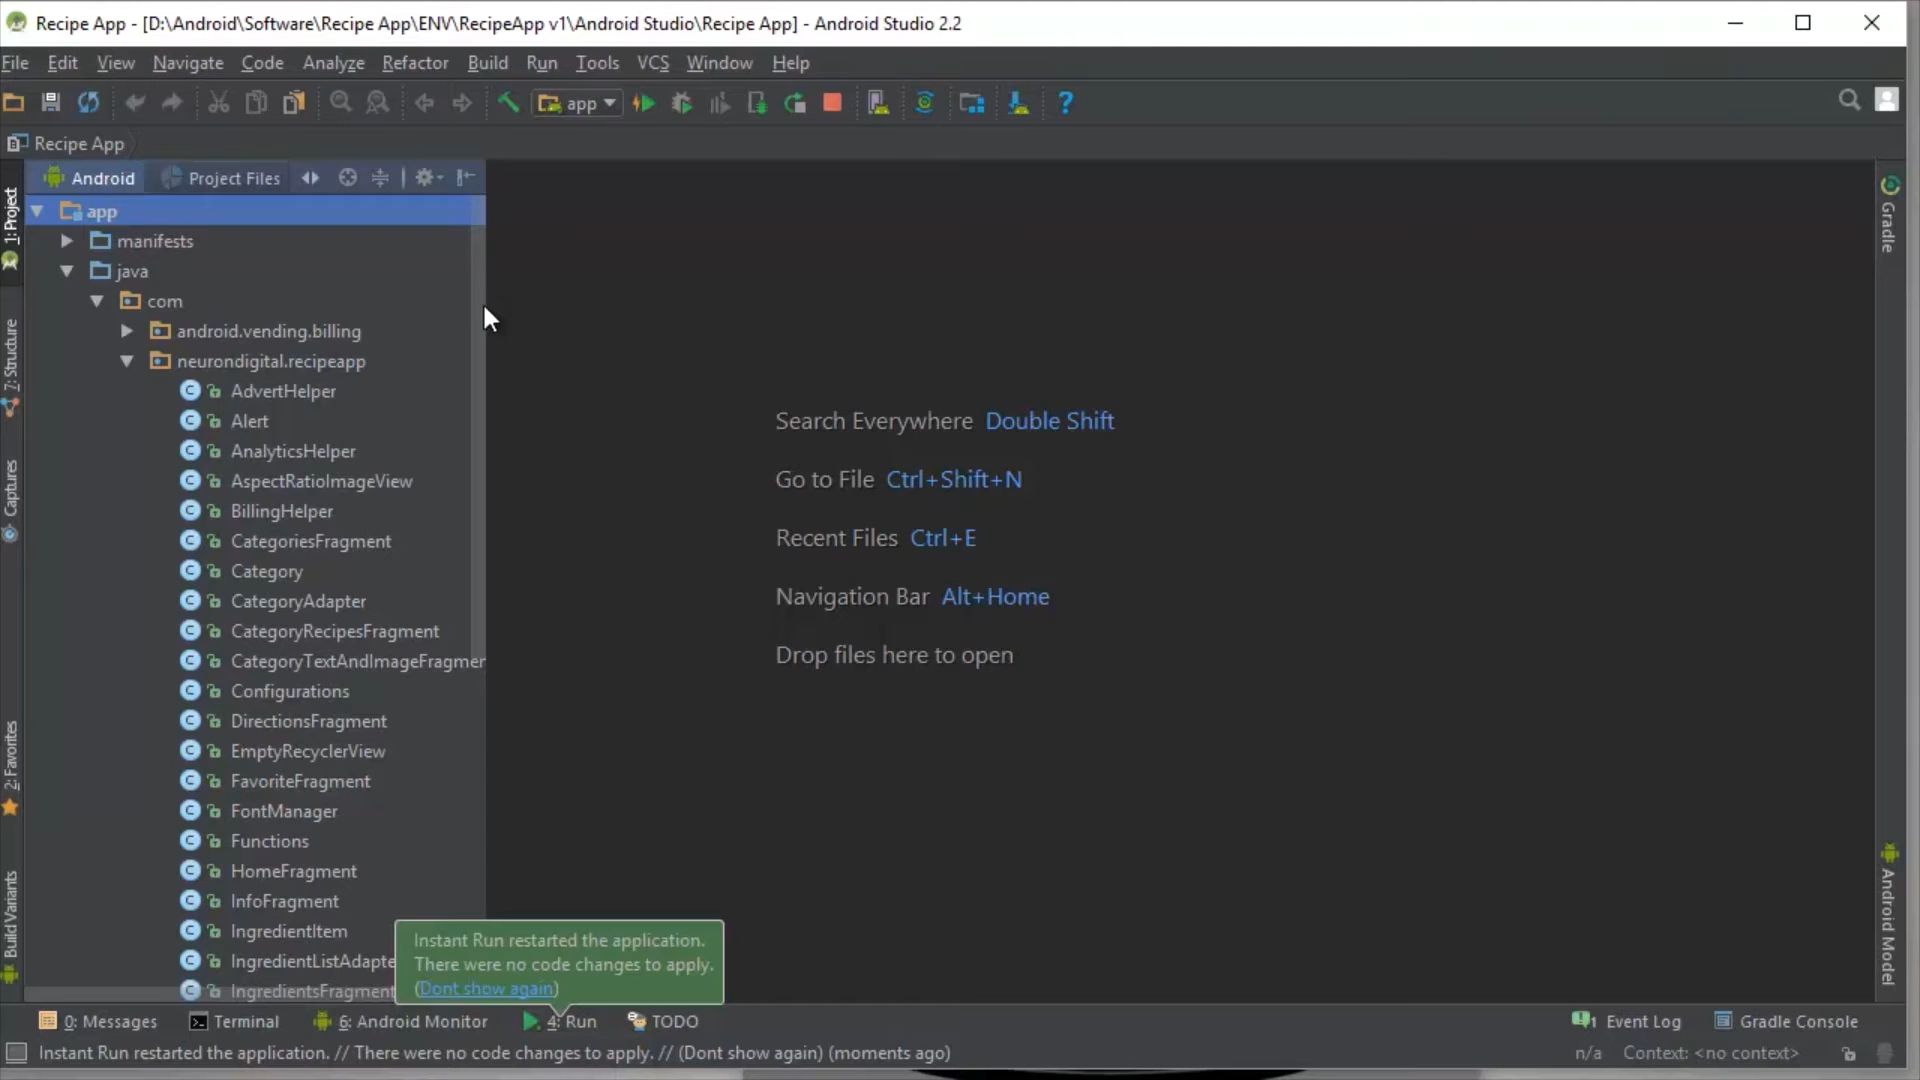 Recipe App - [D:\Android\Software\Recipe App\ENV\RecipeApp v1\Android Studio\Recipe App] - Android Studio 2.2
File Edit View Navigate Code Analyze Refactor Build Run Tools VCS Window Help
app
Recipe App
Android Project Files
1: Project
7: Structure
Captures
2: Favorites
Build Variants
app
manifests
java
com
android.vending.billing
neurondigital.recipeapp
AdvertHelper
Alert
AnalyticsHelper
AspectRatioImageView
BillingHelper
CategoriesFragment
Category
CategoryAdapter
CategoryRecipesFragment
CategoryTextAndImageFragmer
Configurations
DirectionsFragment
EmptyRecyclerView
FavoriteFragment
FontManager
Functions
HomeFragment
InfoFragment
IngredientItem
IngredientListAdapte
IngredientsFragment
Search Everywhere Double Shift
Go to File Ctrl+Shift+N
Recent Files Ctrl+E
Navigation Bar Alt+Home
Drop files here to open
Instant Run restarted the application.
There were no code changes to apply.
(Dont show again)
Gradle
Android Model
0: Messages Terminal 6: Android Monitor 4: Run TODO 1 Event Log Gradle Console
Instant Run restarted the application. // There were no code changes to apply. // (Dont show again) (moments ago) n/a Context: <no context>